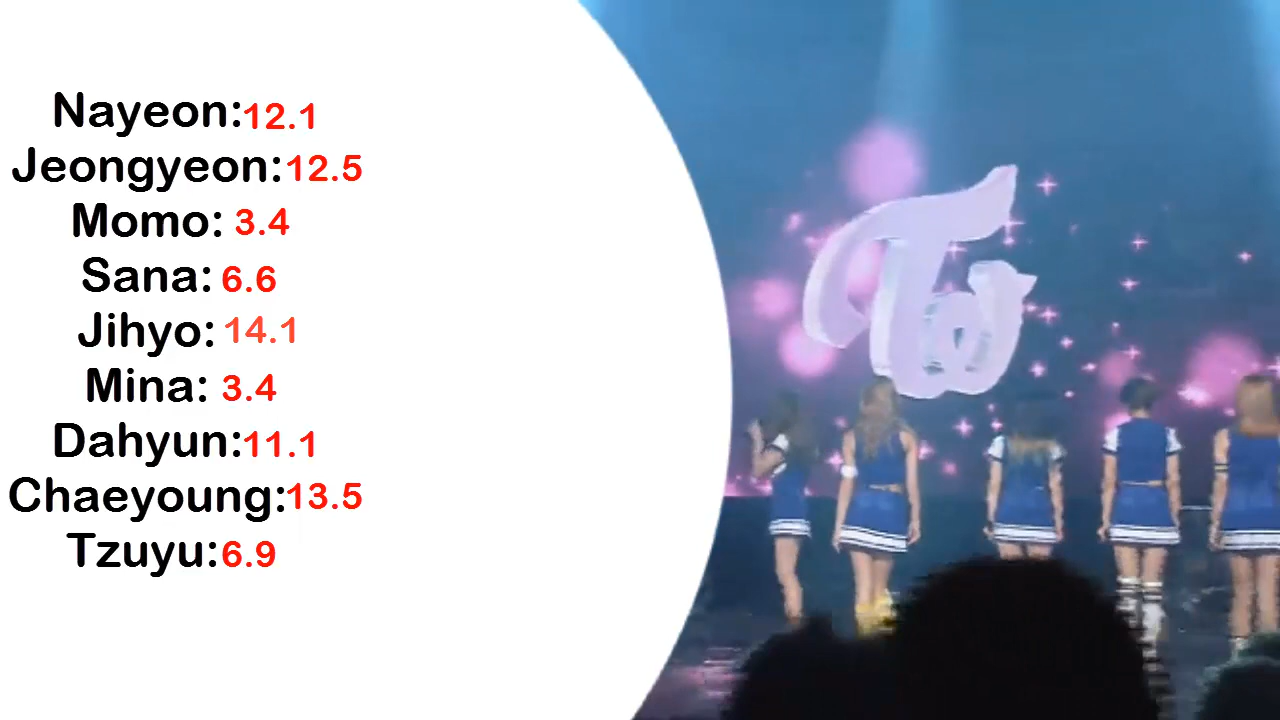 Nayeon:12.1
Jeongyeon:12.5
Momo: 3.4
Sana: 6.6
Jihyo: 14.1
Mina: 3.4
Dahyun:11.1
Chaeyoung:13.5
Tzuyu:6.9